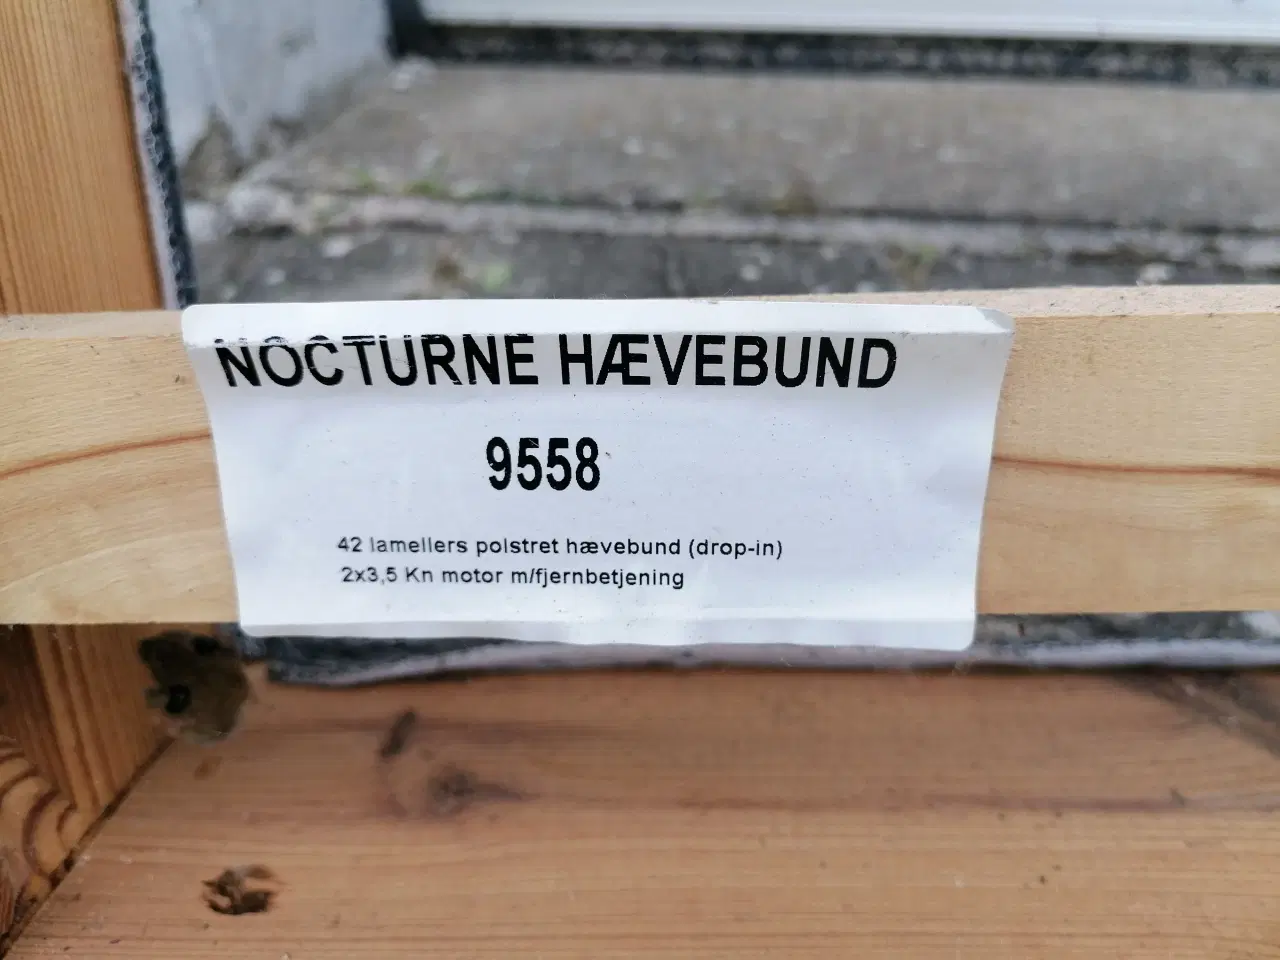 NOCTURNE HÆVEBUND
9558
42 lamellers polstret hævebund (drop-in)
2x3,5 Kn motor m/fjernbetjening